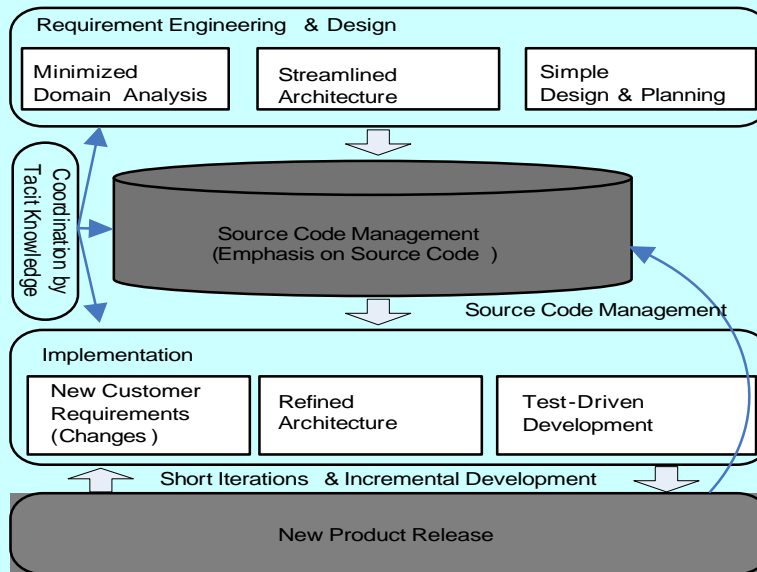 Requirement Engineering & Design
Minimized
Domain Analysis
Streamlined
Architecture
Simple
Design & Planning
Coordination by
Tacit Knowledge
Source Code Management
(Emphasis on Source Code )
Source Code Management
Implementation
New Customer
Requirements
(Changes )
Refined
Architecture
Test-Driven
Development
Short Iterations & Incremental Development
New Product Release